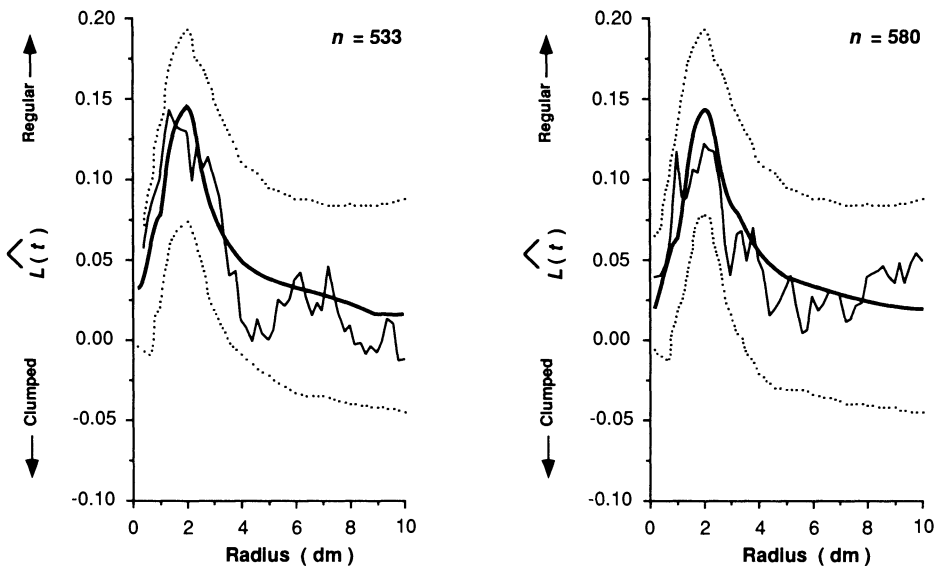 n = 533
0.20
0.15
0.10
0.05
0.00
-0.05
-0.10
Regular
L̂(t)
Clumped
0 2 4 6 8 10
Radius ( dm )
n = 580
0.20
0.15
0.10
0.05
0.00
-0.05
-0.10
Regular
L̂(t)
Clumped
0 2 4 6 8 10
Radius ( dm )